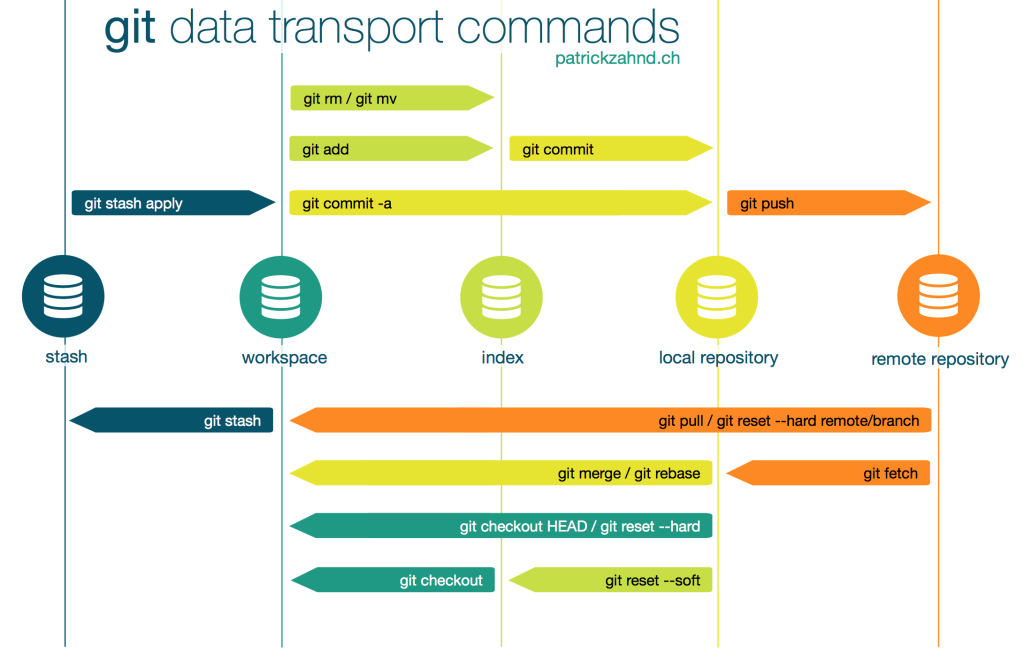 git data transport commands
patrickzahnd.ch
git rm / git mv
git add
git commit
git stash apply
git commit -a
git push
stash
workspace
index
local repository
remote repository
git stash
git pull / git reset --hard remote/branch
git merge / git rebase
git fetch
git checkout HEAD / git reset --hard
git checkout
git reset --soft